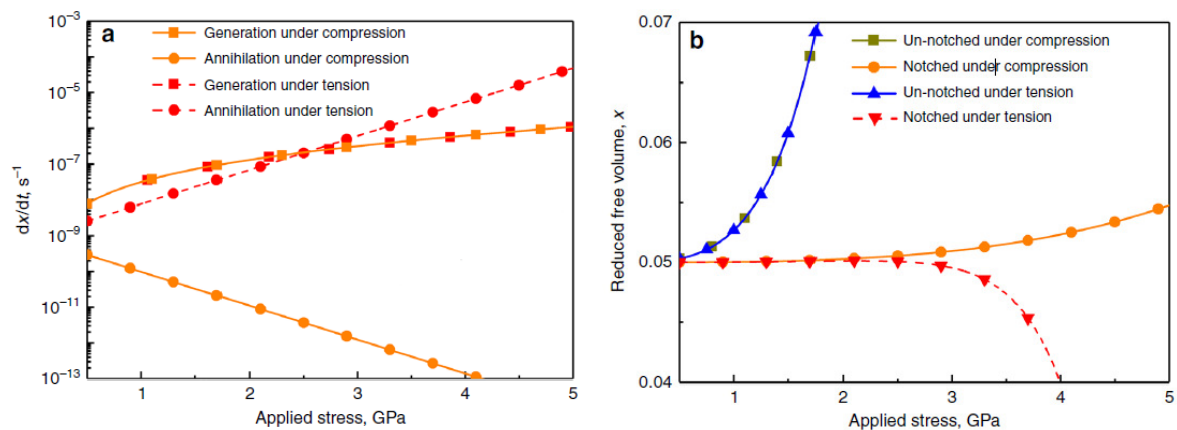 a
Generation under compression
Annihilation under compression
Generation under tension
Annihilation under tension
10⁻³
10⁻⁵
10⁻⁷
10⁻⁹
10⁻¹¹
10⁻¹³
dx/dt, s⁻¹
1 2 3 4 5
Applied stress, GPa
b
Un-notched under compression
Notched under compression
Un-notched under tension
Notched under tension
0.07
0.06
0.05
0.04
Reduced free volume, x
1 2 3 4 5
Applied stress, GPa